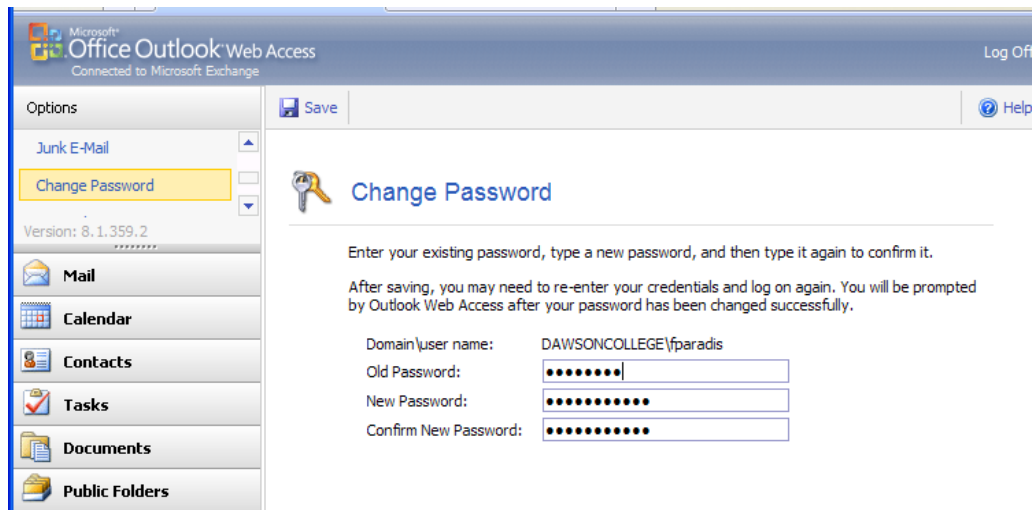 Microsoft®
Office Outlook® Web Access
Connected to Microsoft Exchange
Log Off
Options
Save
Help
Junk E-Mail
Change Password
Version: 8.1.359.2
Change Password
Enter your existing password, type a new password, and then type it again to confirm it.
After saving, you may need to re-enter your credentials and log on again. You will be prompted
by Outlook Web Access after your password has been changed successfully.
Domain\user name: DAWSONCOLLEGE\fparadis
Old Password: ••••••••
New Password: •••••••••••
Confirm New Password: •••••••••••
Mail
Calendar
Contacts
Tasks
Documents
Public Folders